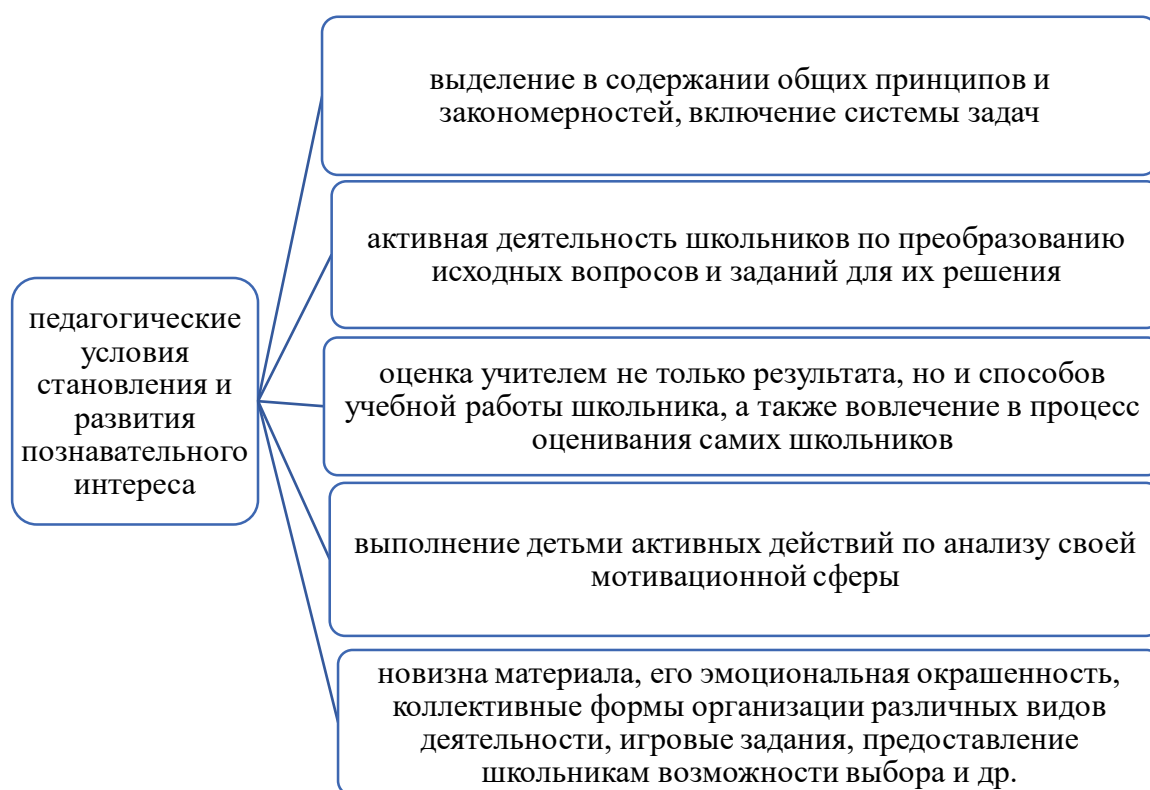 педагогические
условия
становления и
развития
познавательного
интереса
выделение в содержании общих принципов и
закономерностей, включение системы задач
активная деятельность школьников по преобразованию
исходных вопросов и заданий для их решения
оценка учителем не только результата, но и способов
учебной работы школьника, а также вовлечение в процесс
оценивания самих школьников
выполнение детьми активных действий по анализу своей
мотивационной сферы
новизна материала, его эмоциональная окрашенность,
коллективные формы организации различных видов
деятельности, игровые задания, предоставление
школьникам возможности выбора и др.